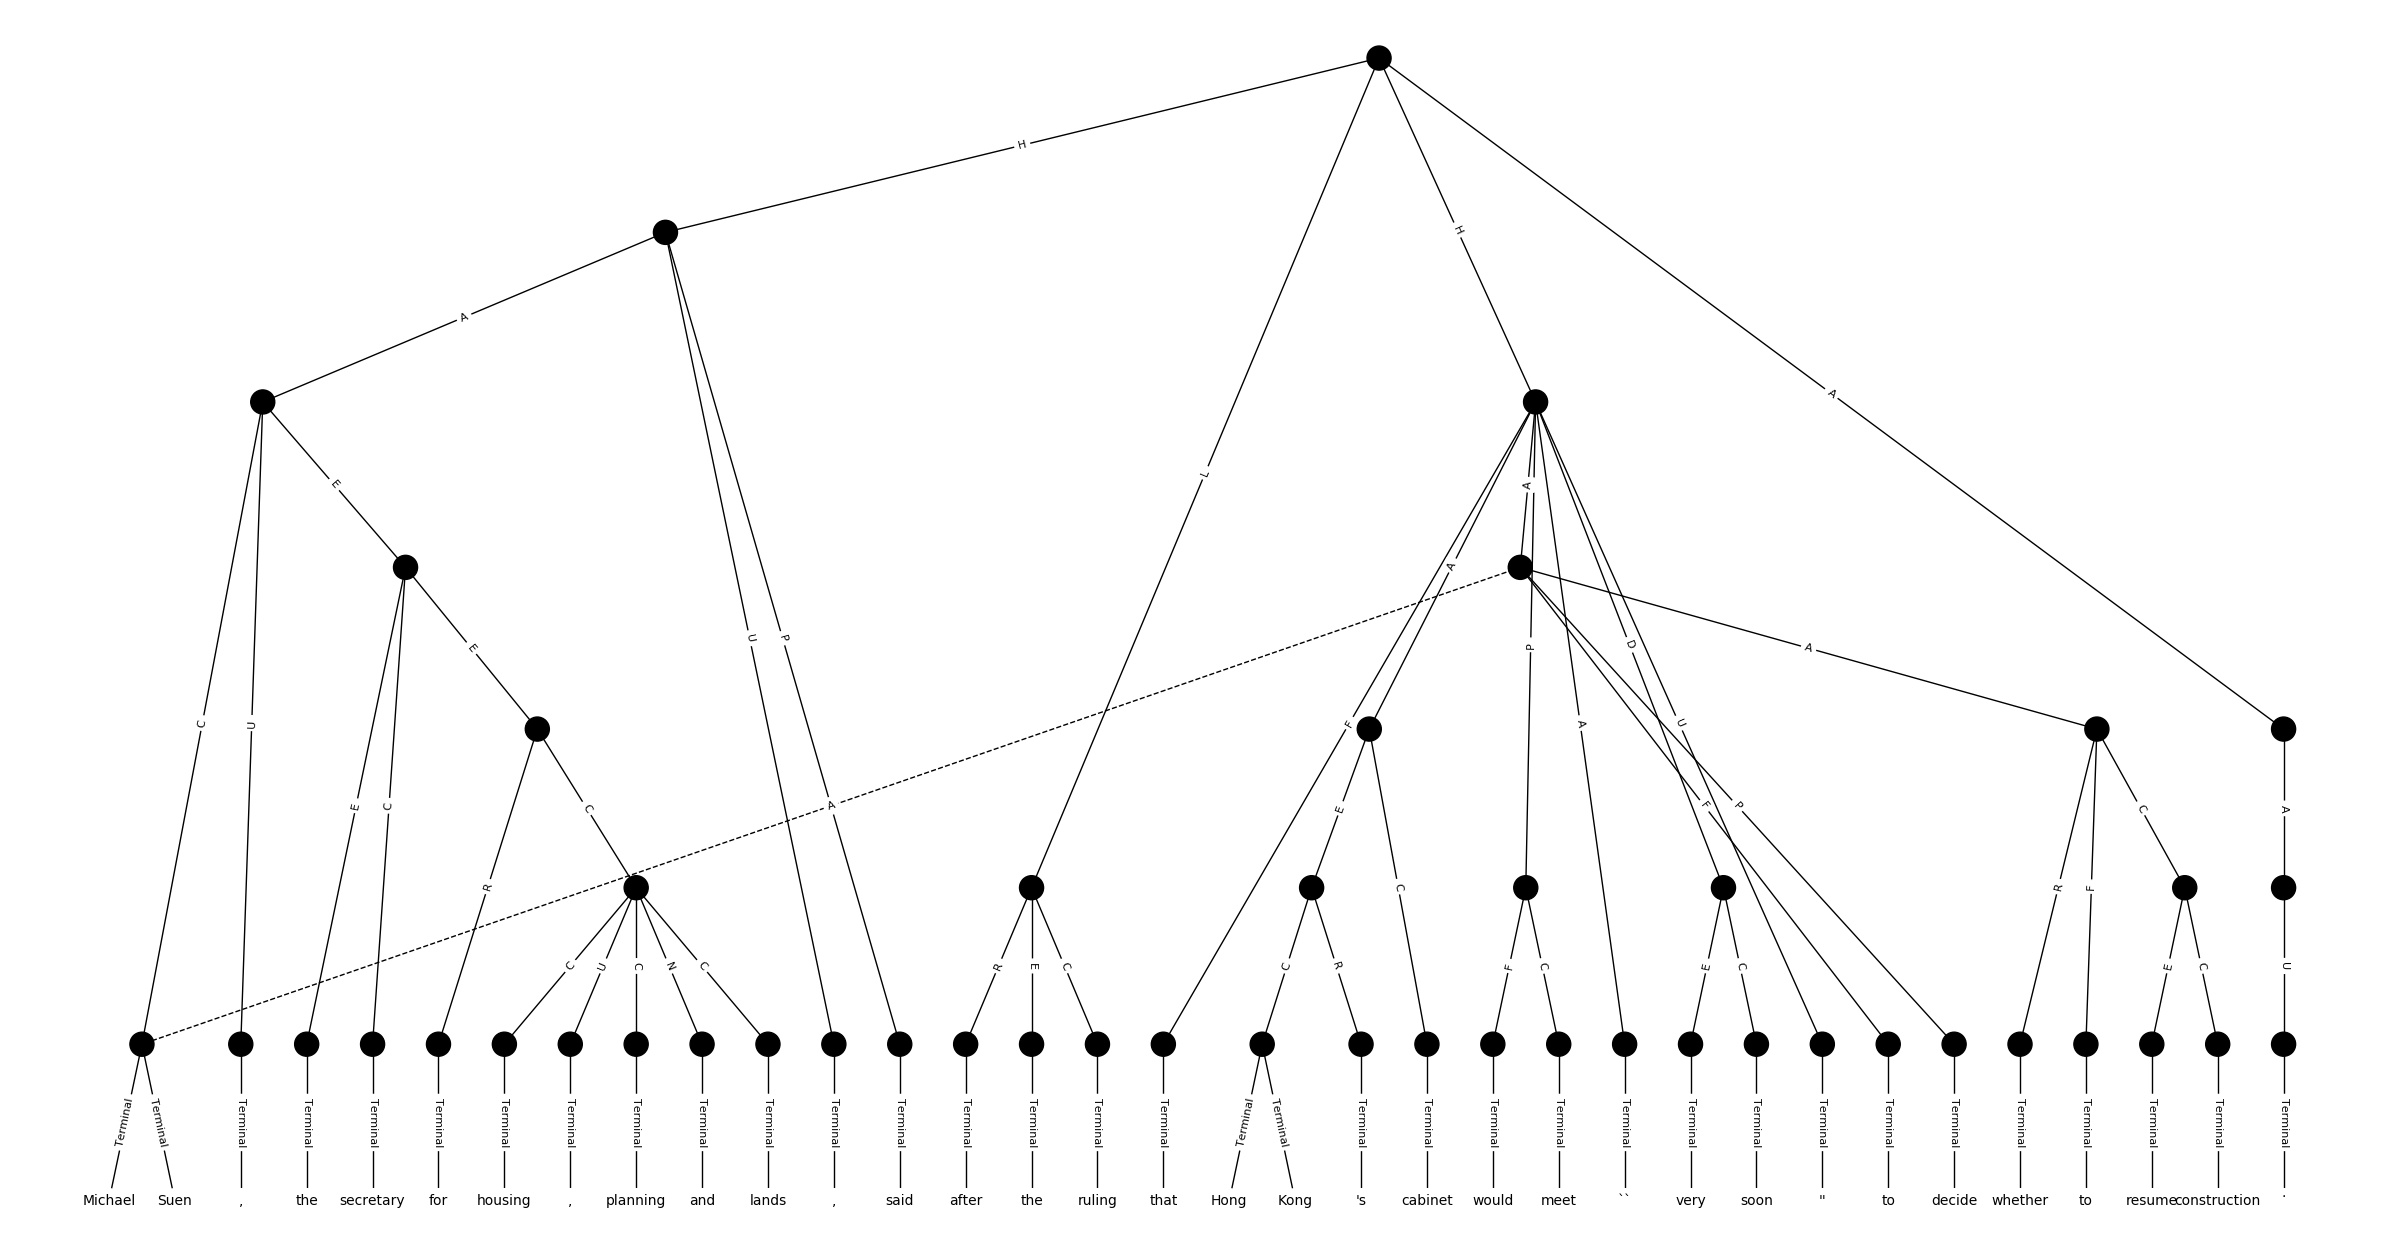 H
H
A
L
H
A
E
A
C
U
E
U
P
A
P
F
A
D
U
A
A
E
C
R
C
A
E
C
F
P
R
F
C
A
C
U
C
N
C
R
E
C
C
R
F
C
E
C
E
C
U
Terminal Terminal Terminal Terminal Terminal Terminal Terminal Terminal Terminal Terminal Terminal Terminal Terminal Terminal Terminal Terminal Terminal Terminal Terminal Terminal Terminal Terminal Terminal Terminal Terminal Terminal Terminal Terminal Terminal Terminal Terminal Terminal Terminal
Michael Suen , the secretary for housing , planning and lands , said after the ruling that Hong Kong 's cabinet would meet `` very soon " to decide whether to resume construction .